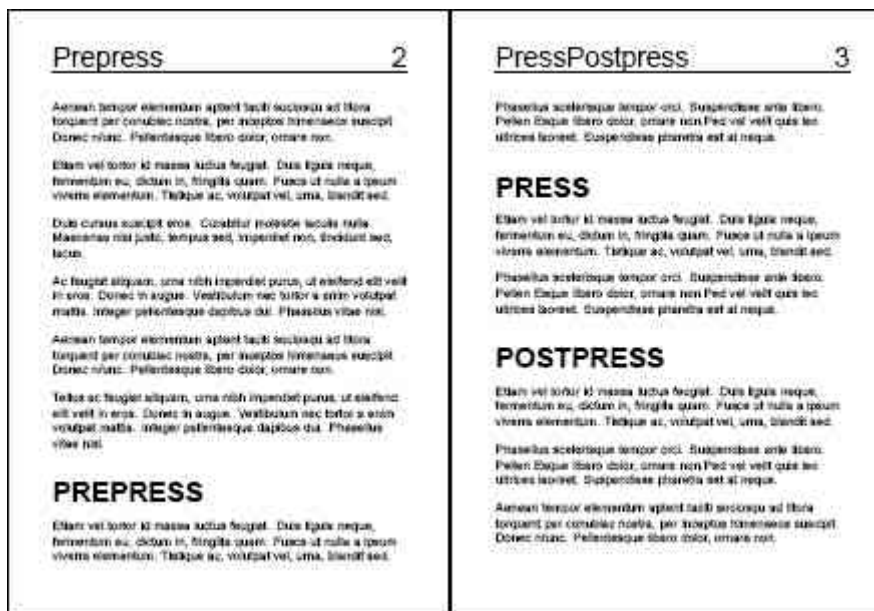 Prepress 2
Aenean tempor elementum aptent taciti sociosqu ad litora
torquent per conubiec nostra, per inceptos himenaeos suscipit
Donec n/unc. Pellentesque libero dolor, ornare non.
Etiam vel tortor id massa luctus feugiat. Duis ligula neque,
fermentum eu, dictum in, fringilla quam. Fusce ut nulla a ipsum
viverra elementum. Tistique ac, volutpat vel, urna, blandit sed.
Duis cursus suscipit eros. Curabitur molestie iaculis nulla.
Maecenas nisi justo, tempus sed, imperdiet non, tincidunt sed,
lacus.
Ac feugiat aliquam, urna nibh imperdiet purus, ut eleifend elit velit
in eros. Donec in augue. Vestibulum nec tortor a enim volutpat
mattis. Integer pellentesque dapibus dui. Phasellus vitae nisl.
Aenean tempor elementum aptent taciti sociosqu ad litora
torquent per conubiec nostra, per inceptos himenaeos suscipit
Donec n/unc. Pellentesque libero dolor, ornare non.
Tellus ac feugiat aliquam, urna nibh imperdiet purus, ut eleifend
elit velit in eros. Donec in augue. Vestibulum nec tortor a enim
volutpat mattis. Integer pellentesque dapibus dui. Phasellus
vitae nisl.
PREPRESS
Etiam vel tortor id massa luctus feugiat. Duis ligula neque,
fermentum eu, dictum in, fringilla quam. Fusce ut nulla a ipsum
viverra elementum. Tistique ac, volutpat vel, urna, blandit sed.
PressPostpress 3
Phasellus scelerisque tempor orci. Suspendisse ante libero.
Pellen Esque libero dolor, ornare non Ped vel velit quis leo
ultrices laoreet. Suspendisse pharetra est at neque.
PRESS
Etiam vel tortor id massa luctus feugiat. Duis ligula neque,
fermentum eu, dictum in, fringilla quam. Fusce ut nulla a ipsum
viverra elementum. Tistique ac, volutpat vel, urna, blandit sed.
Phasellus scelerisque tempor orci. Suspendisse ante libero.
Pellen Esque libero dolor, ornare non Ped vel velit quis leo
ultrices laoreet. Suspendisse pharetra est at neque.
POSTPRESS
Etiam vel tortor id massa luctus feugiat. Duis ligula neque,
fermentum eu, dictum in, fringilla quam. Fusce ut nulla a ipsum
viverra elementum. Tistique ac, volutpat vel, urna, blandit sed.
Phasellus scelerisque tempor orci. Suspendisse ante libero.
Pellen Esque libero dolor, ornare non Ped vel velit quis leo
ultrices laoreet. Suspendisse pharetra est at neque.
Aenean tempor elementum aptent taciti sociosqu ad litora
torquent per conubiec nostra, per inceptos himenaeos suscipit
Donec n/unc. Pellentesque libero dolor, ornare non.